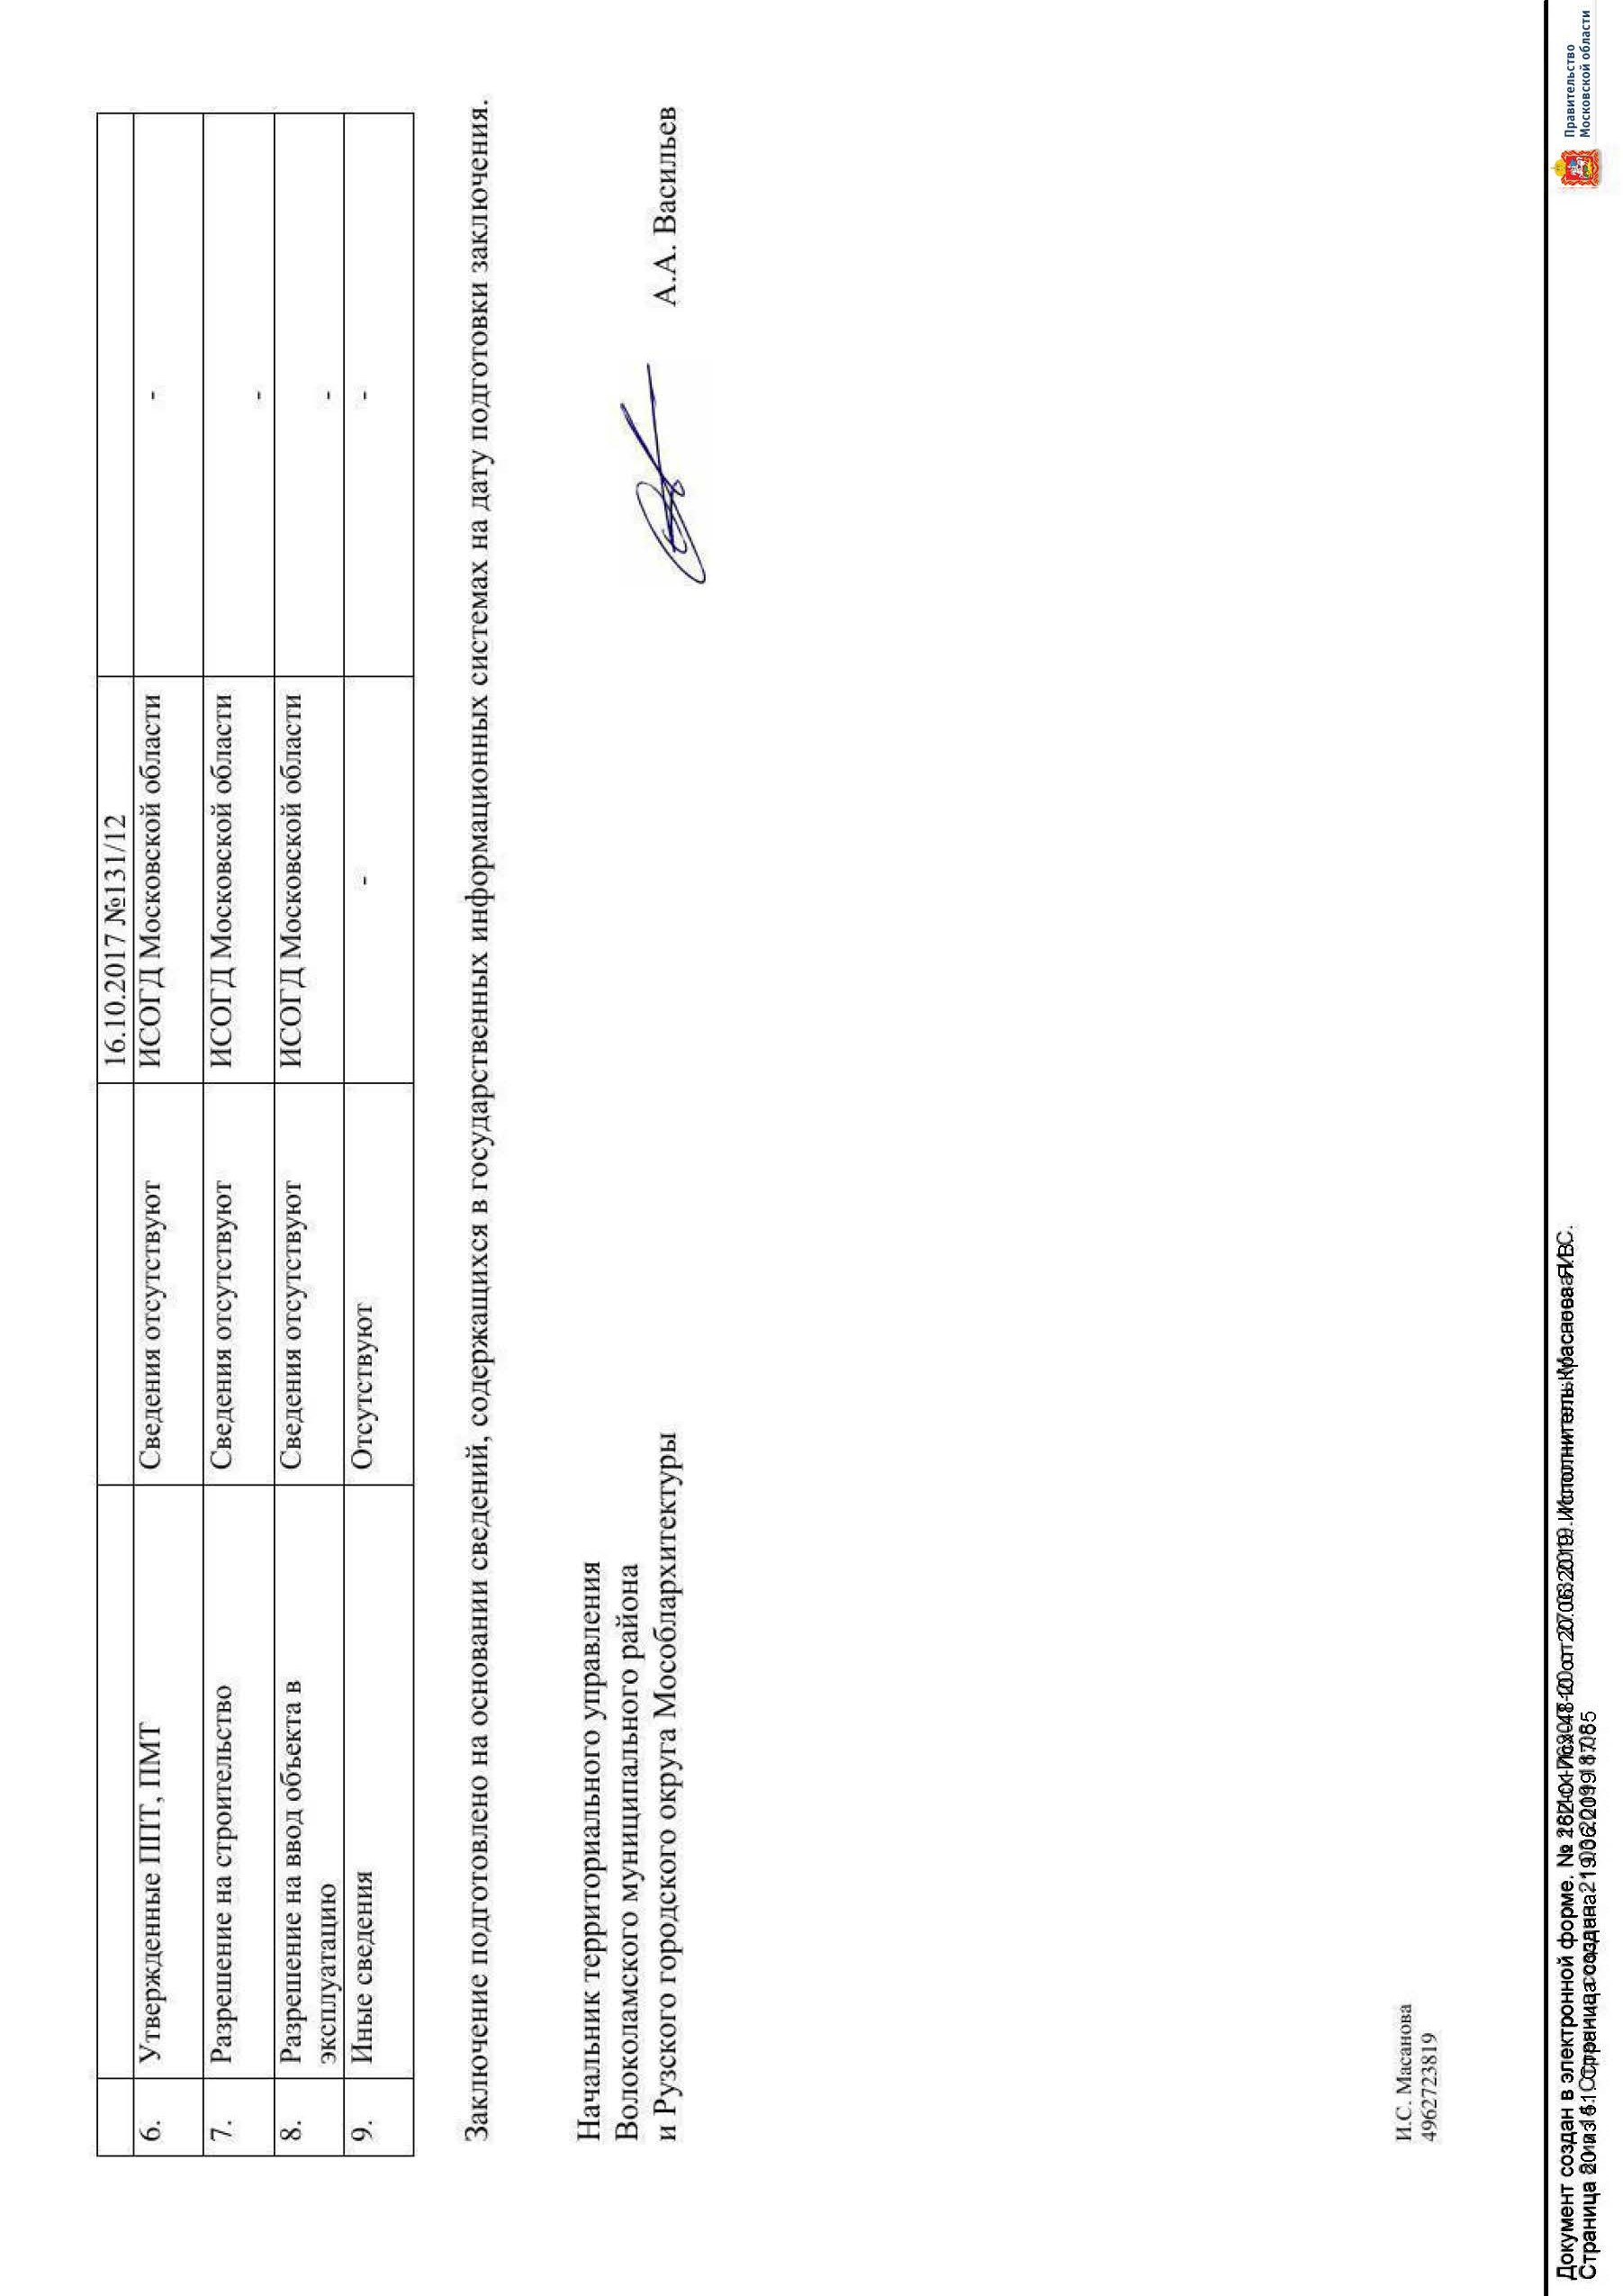 16.10.2017 №131/12
6. Утвержденные ППТ, ПМТ Сведения отсутствуют ИСОГД Московской области -
7. Разрешение на строительство Сведения отсутствуют ИСОГД Московской области -
8. Разрешение на ввод объекта в Сведения отсутствуют ИСОГД Московской области
эксплуатацию -
9. Иные сведения Отсутствуют - -
Заключение подготовлено на основании сведений, содержащихся в государственных информационных системах на дату подготовки заключения.
Начальник территориального управления
Волоколамского муниципального района
и Рузского городского округа Мособлархитектуры А.А. Васильев
И.С. Масанова
4962723819
Документ создан в электронной форме. №
Страница
Правительство
Московской области